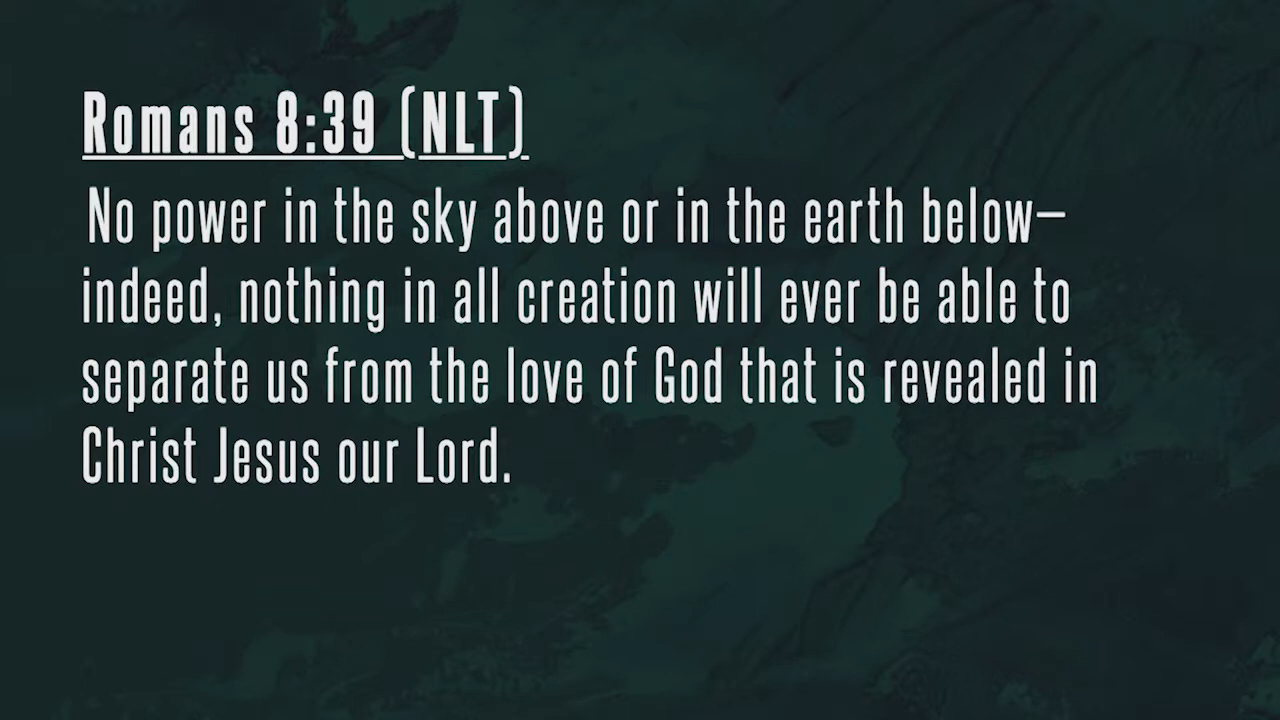 Romans 8:39 (NLT)
No power in the sky above or in the earth below—
indeed, nothing in all creation will ever be able to
separate us from the love of God that is revealed in
Christ Jesus our Lord.